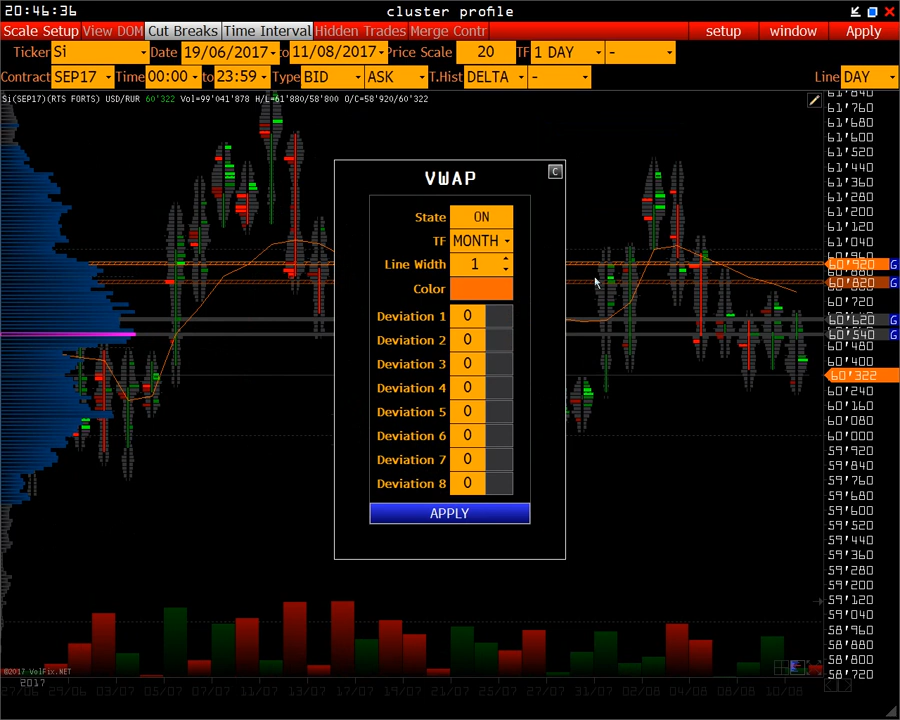 20:46:36 cluster profile
Scale Setup View DOM Cut Breaks Time Interval Hidden Trades Merge Contr setup window Apply
Ticker Si Date 19/06/2017 to 11/08/2017 Price Scale 20 TF 1 DAY -
Contract SEP17 Time 00:00 to 23:59 Type BID ASK T.Hist DELTA - Line DAY
Si(SEP17)(RTS FORTS) USD/RUR 60'322 Vol=99'041'878 H/L=61'880/58'800 O/C=58'920/60'322
61'840
61'760
61'680
61'600
61'520
61'440
61'360
61'280
61'200
61'120
61'040
60'960
60'920 G
60'880
60'820 G
60'720
60'620 G
60'540 G
60'480
60'400
60'322
60'240
60'160
60'080
60'000
59'920
59'840
59'760
59'680
59'600
59'520
59'440
59'360
59'280
59'200
59'120
59'040
58'960
58'880
58'800
58'720
VWAP
C
State ON
TF MONTH
Line Width 1
Color
Deviation 1 0
Deviation 2 0
Deviation 3 0
Deviation 4 0
Deviation 5 0
Deviation 6 0
Deviation 7 0
Deviation 8 0
APPLY
©2017 VolFix.NET
27/06 29/06 03/07 05/07 07/07 11/07 13/07 17/07 19/07 21/07 25/07 27/07 31/07 02/08 04/08 08/08 10/08
2017